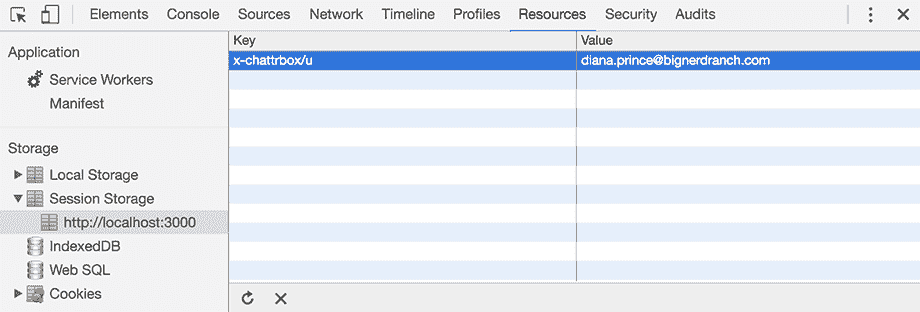 Elements Console Sources Network Timeline Profiles Resources Security Audits
Application
Service Workers
Manifest
Storage
Local Storage
Session Storage
http://localhost:3000
IndexedDB
Web SQL
Cookies
Key Value
x-chattrbox/u diana.prince@bignerdranch.com